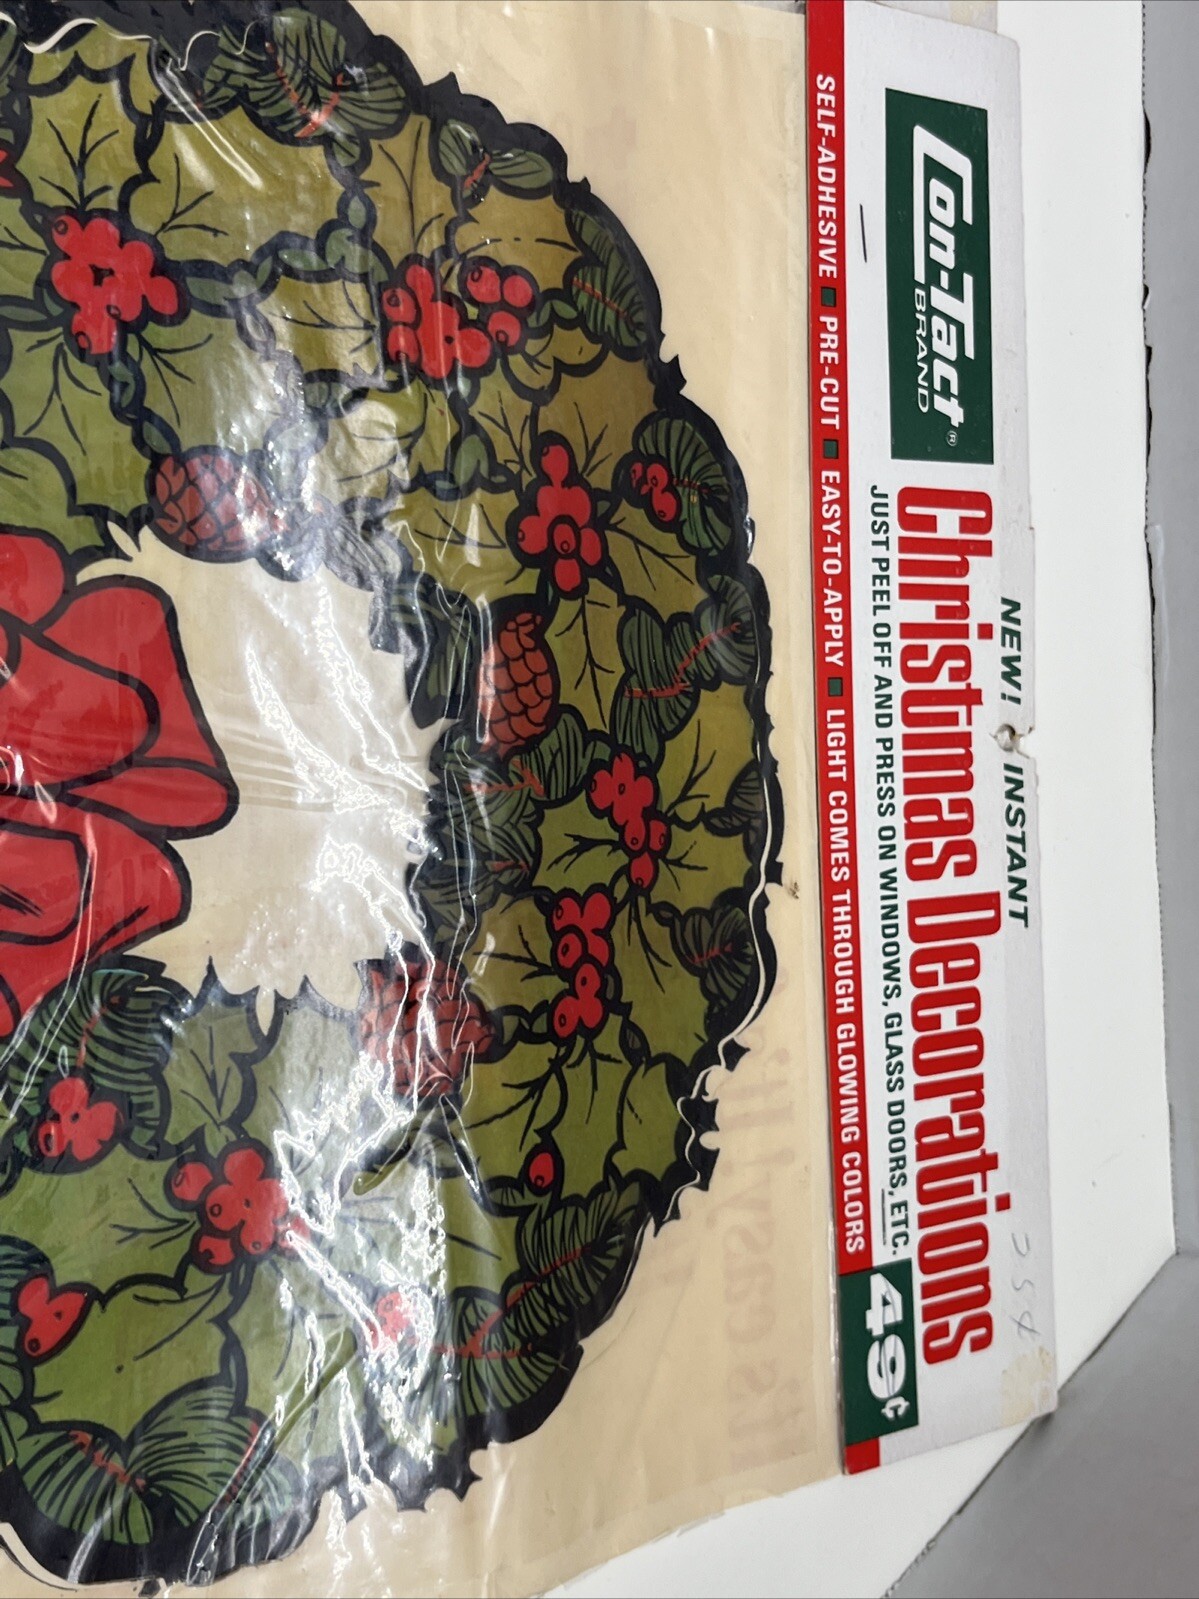 NEW! INSTANT
Con-Tact®
BRAND
Christmas Decorations
JUST PEEL OFF AND PRESS ON WINDOWS, GLASS DOORS, ETC.
49¢
SELF-ADHESIVE ■ PRE-CUT ■ EASY-TO-APPLY ■ LIGHT COMES THROUGH GLOWING COLORS